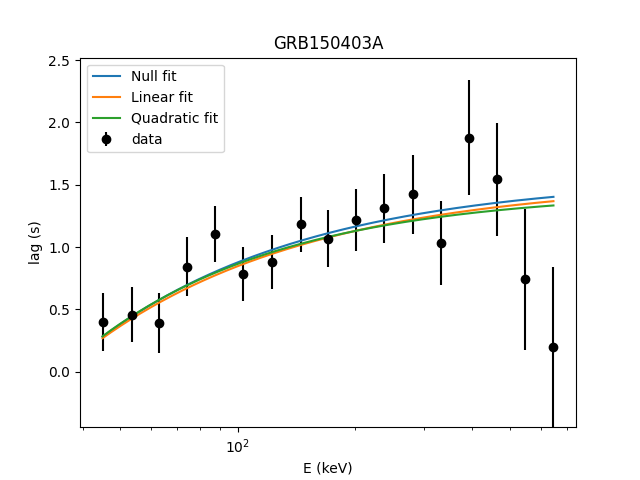 GRB150403A
2.5
2.0
1.5
1.0
0.5
0.0
lag (s)
Null fit
Linear fit
Quadratic fit
data
10²
E (keV)